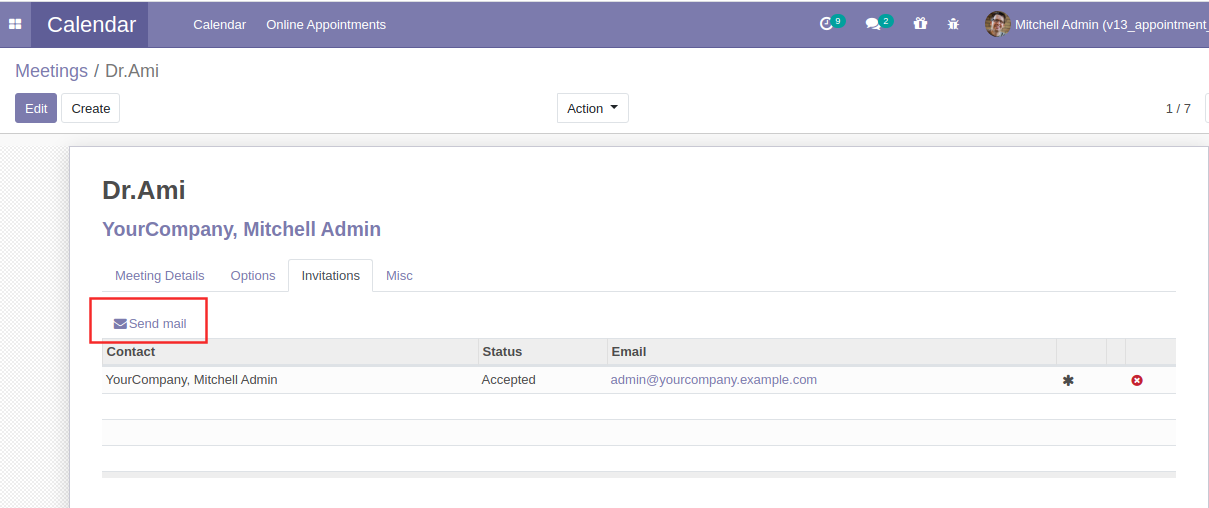 Calendar Calendar Online Appointments 9 2 Mitchell Admin (v13_appointment_
Meetings / Dr.Ami
Edit Create Action 1 / 7
Dr.Ami
YourCompany, Mitchell Admin
Meeting Details Options Invitations Misc
Send mail
Contact Status Email
YourCompany, Mitchell Admin Accepted admin@yourcompany.example.com